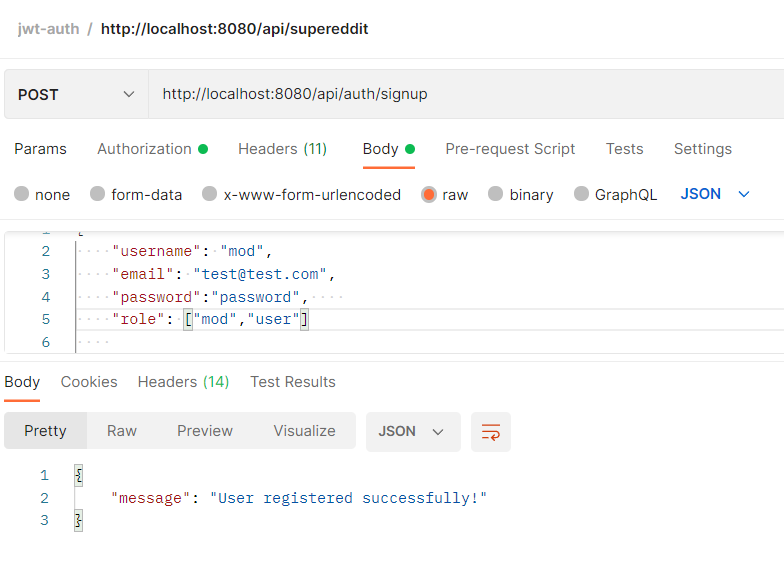 jwt-auth / http://localhost:8080/api/supereddit
POST http://localhost:8080/api/auth/signup
Params Authorization Headers (11) Body Pre-request Script Tests Settings
none form-data x-www-form-urlencoded raw binary GraphQL JSON
2 "username": "mod",
3 "email": "test@test.com",
4 "password":"password",
5 "role": ["mod","user"]
6
Body Cookies Headers (14) Test Results
Pretty Raw Preview Visualize JSON
1 {
2 "message": "User registered successfully!"
3 }